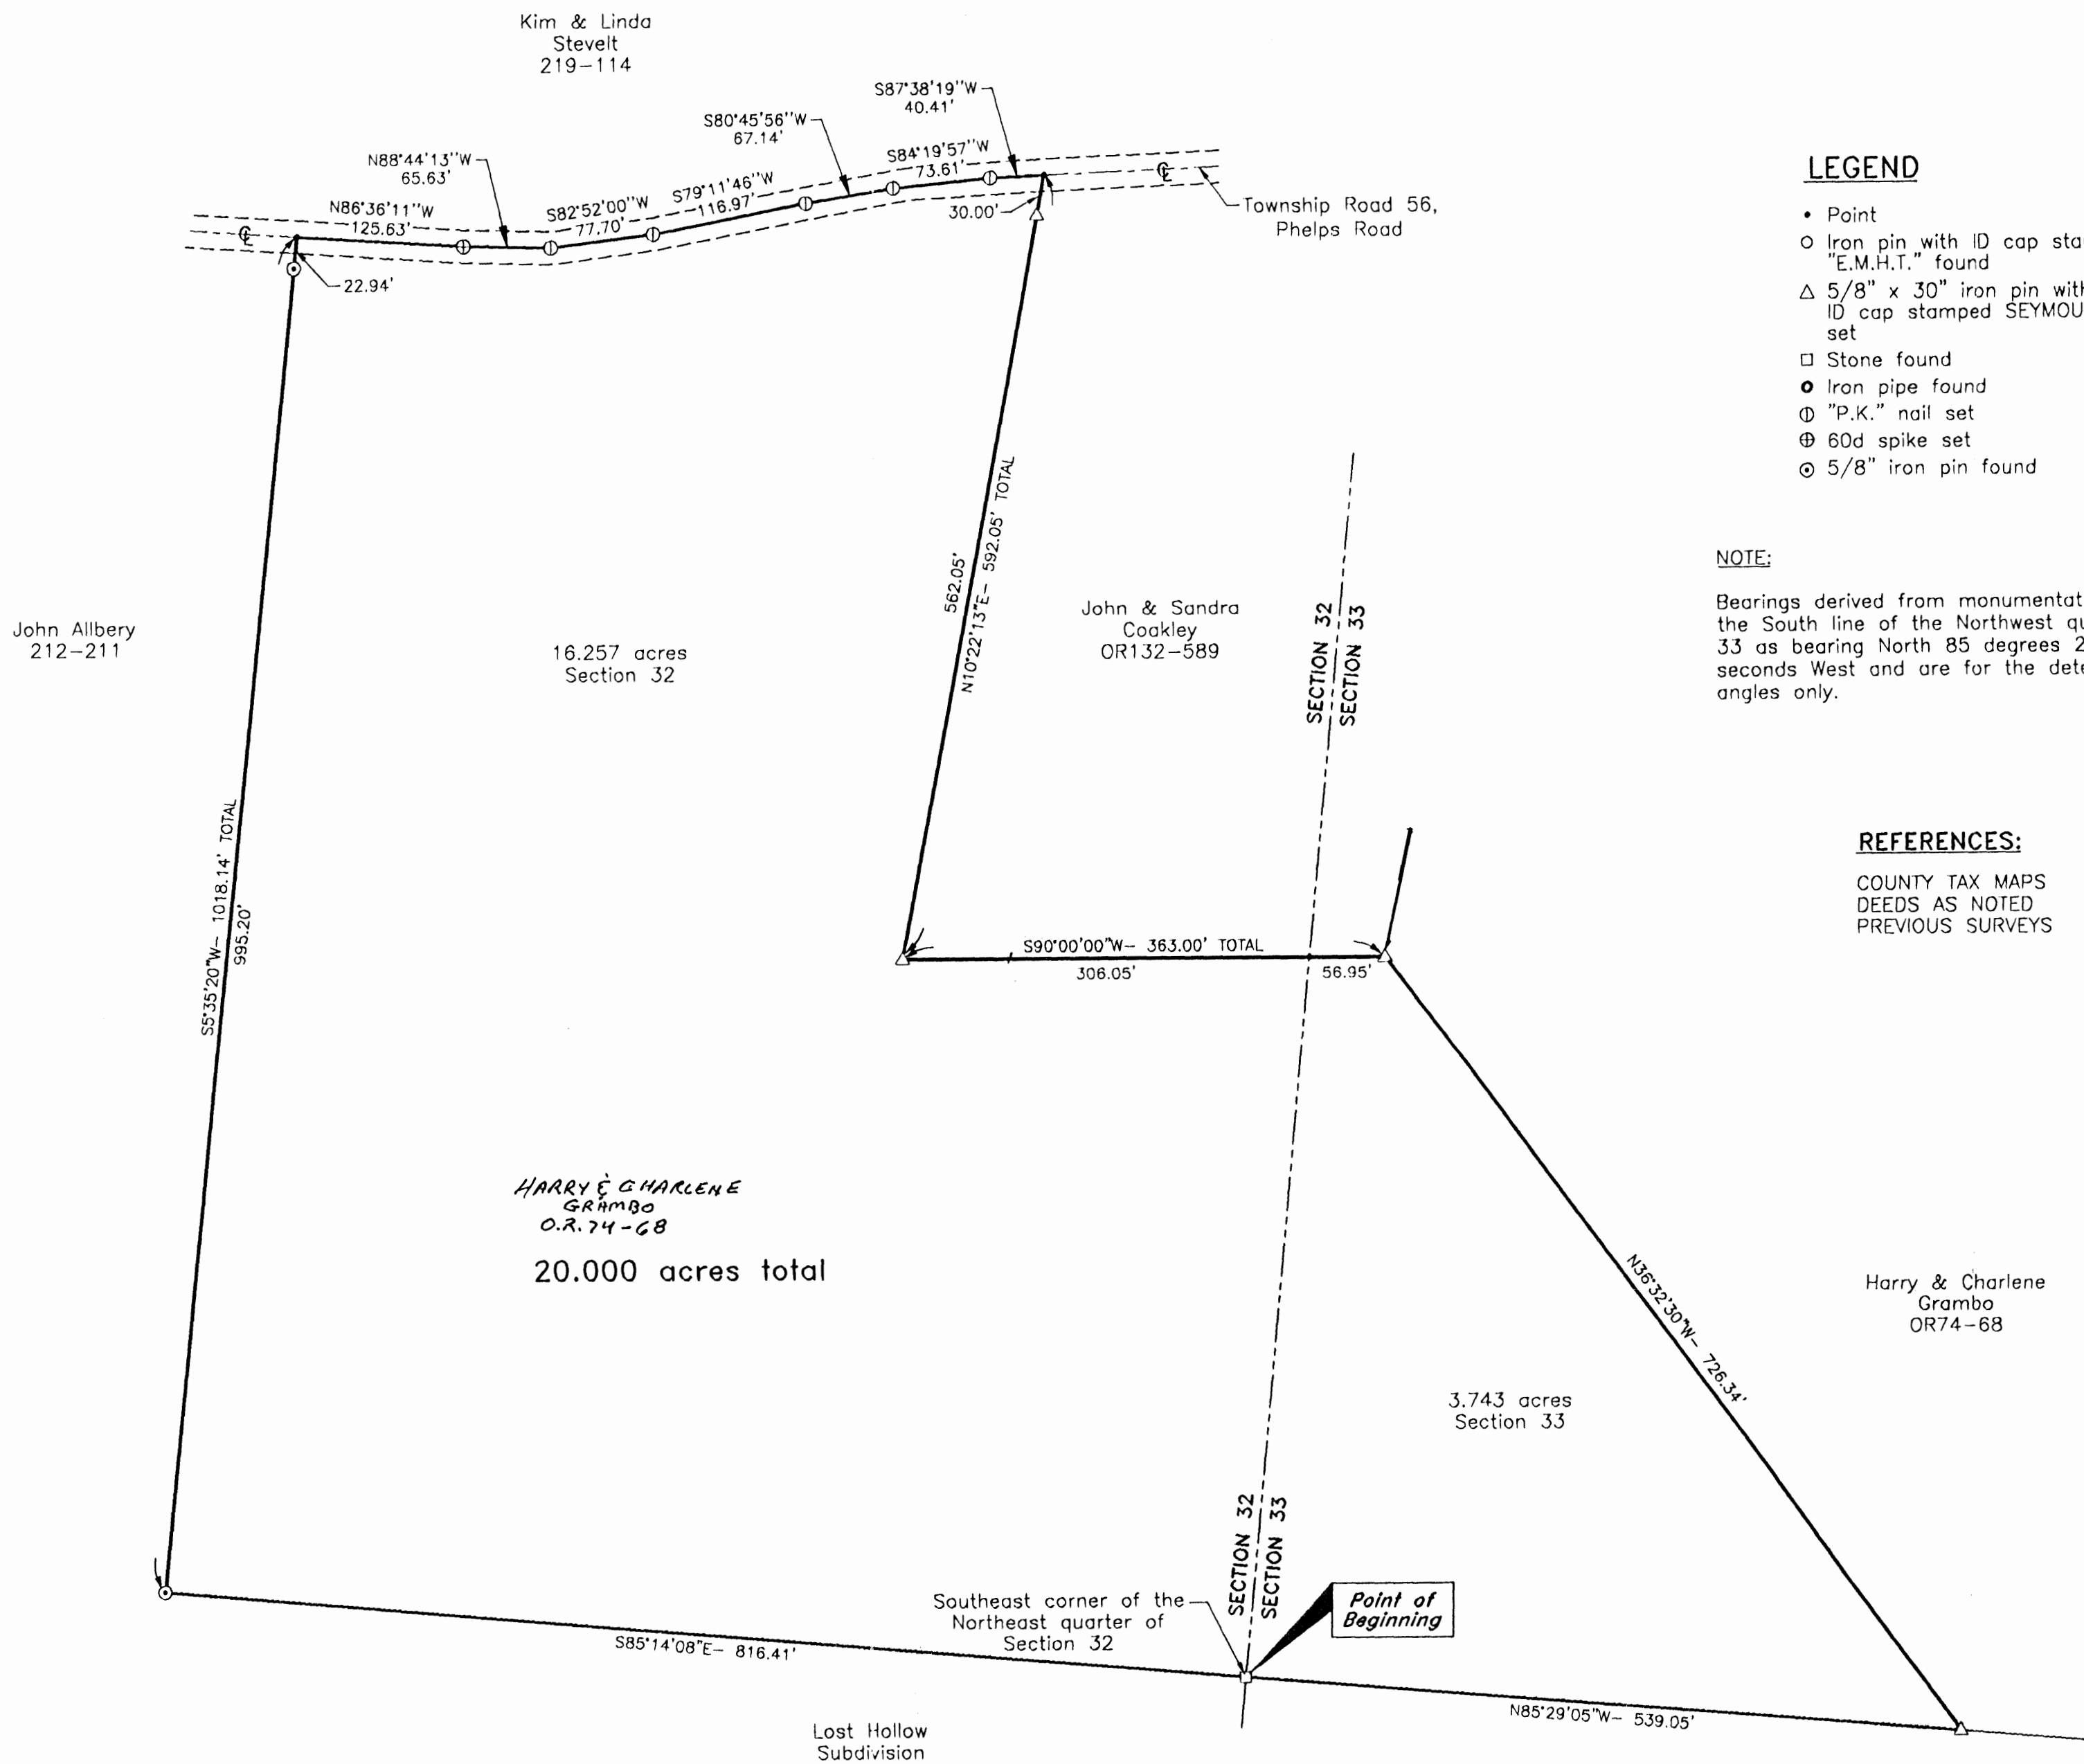 Kim & Linda
Stevelt
219-114
S87°38'19"W
40.41'
S80°45'56"W
67.14'
S84°19'57"W
73.61'
N88°44'13"W
65.63'
S79°11'46"W
116.97'
N86°36'11"W
125.63'
S82°52'00"W
77.70'
30.00'
Township Road 56,
Phelps Road
22.94'
LEGEND
Point
Iron pin with ID cap sta
"E.M.H.T." found
5/8" x 30" iron pin with
ID cap stamped SEYMOU
set
Stone found
Iron pipe found
"P.K." nail set
60d spike set
5/8" iron pin found
NOTE:
Bearings derived from monumentat
the South line of the Northwest qu
33 as bearing North 85 degrees 2
seconds West and are for the dete
angles only.
REFERENCES:
COUNTY TAX MAPS
DEEDS AS NOTED
PREVIOUS SURVEYS
John Allbery
212-211
16.257 acres
Section 32
562.05'
N10°22'13"E- 592.05' TOTAL
John & Sandra
Coakley
OR132-589
SECTION 32
SECTION 33
S5°35'20"W- 1018.14' TOTAL
995.20'
S90°00'00"W- 363.00' TOTAL
306.05'
56.95'
HARRY & CHARLENE
GRAMBO
O.R. 74-68
20.000 acres total
N36°32'30"W- 726.34'
Harry & Charlene
Grambo
OR74-68
3.743 acres
Section 33
SECTION 32
SECTION 33
Southeast corner of the
Northeast quarter of
Section 32
Point of
Beginning
S85°14'08"E- 816.41'
N85°29'05"W- 539.05'
Lost Hollow
Subdivision